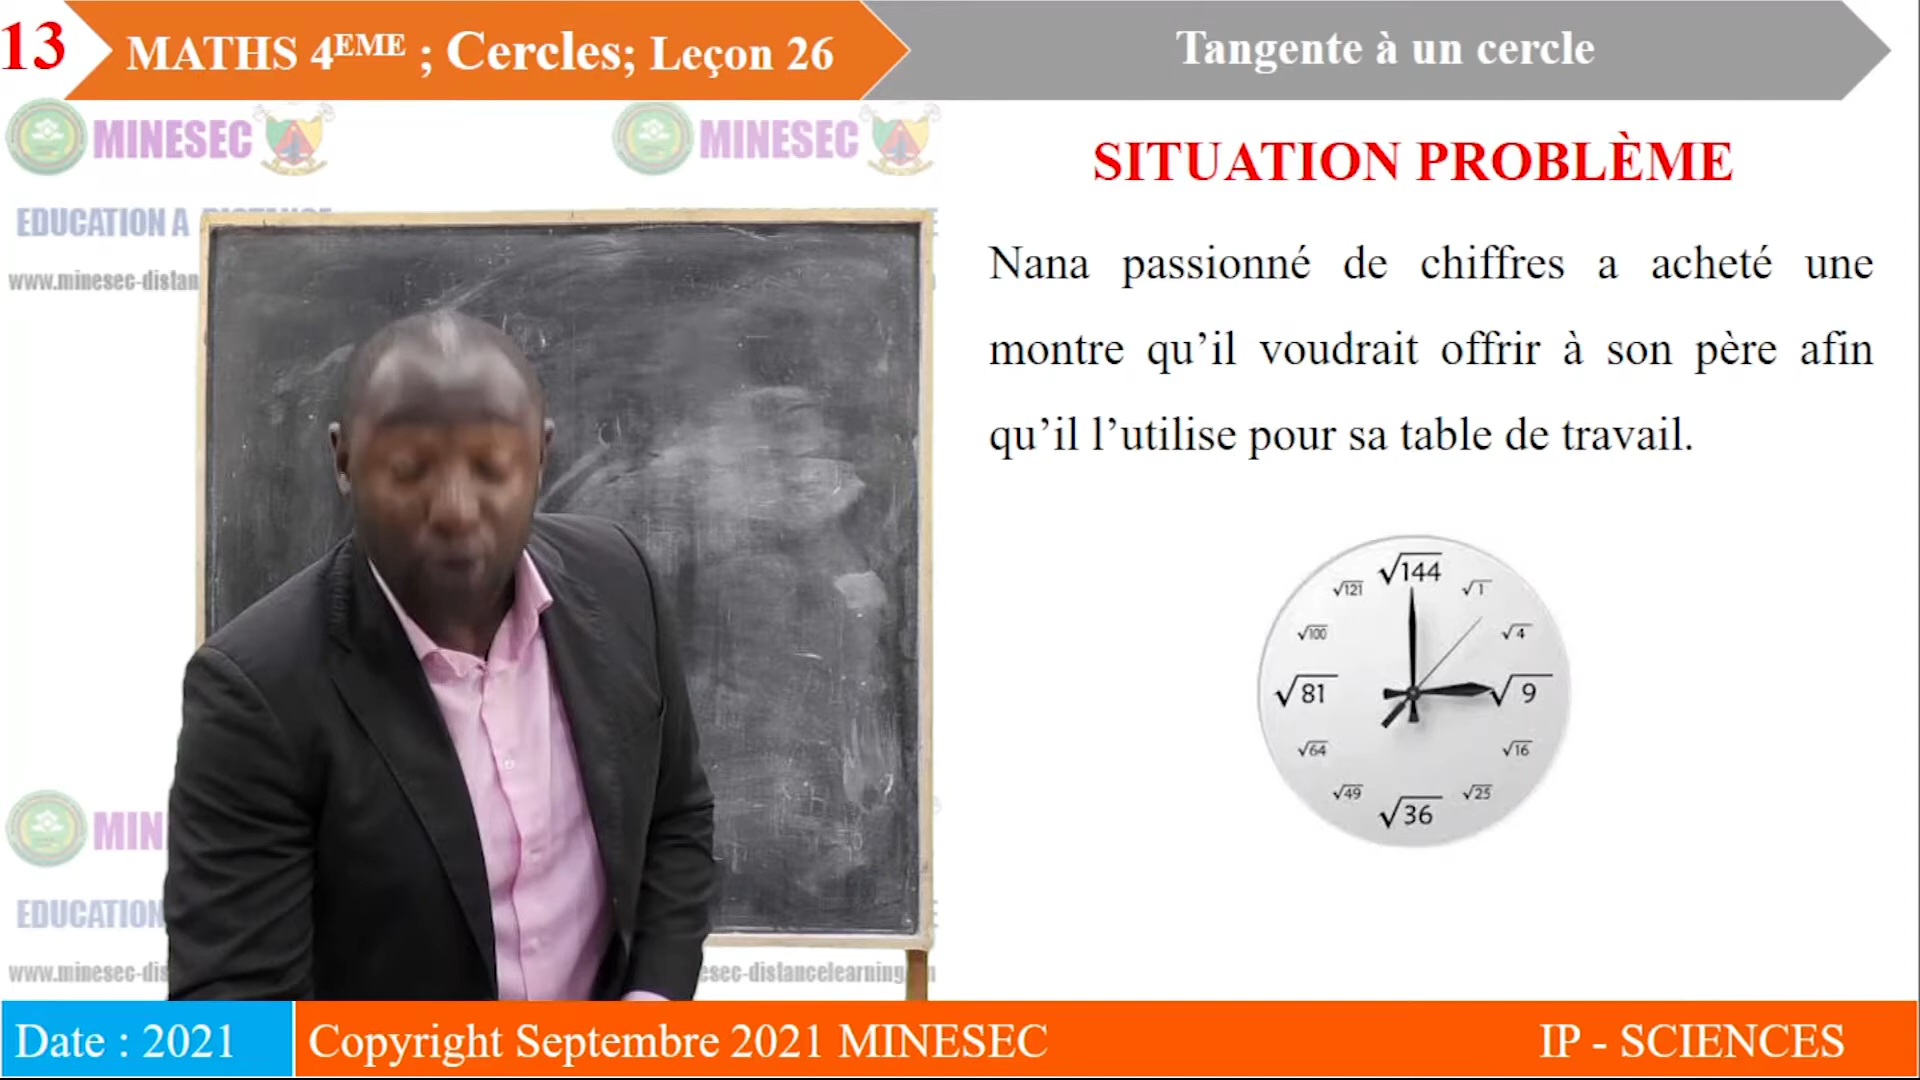 13
MATHS 4EME ; Cercles; Leçon 26
Tangente à un cercle
MINESEC
MINESEC
EDUCATION A DISTANCE
www.minesec-distan
SITUATION PROBLÈME
Nana passionné de chiffres a acheté une
montre qu’il voudrait offrir à son père afin
qu’il l’utilise pour sa table de travail.
√144
√121
√1
√100
√4
√81
√9
√64
√16
√49
√25
√36
MIN
EDUCATION
www.minesec-dis
esec-distancelearning
Date : 2021
Copyright Septembre 2021 MINESEC
IP - SCIENCES